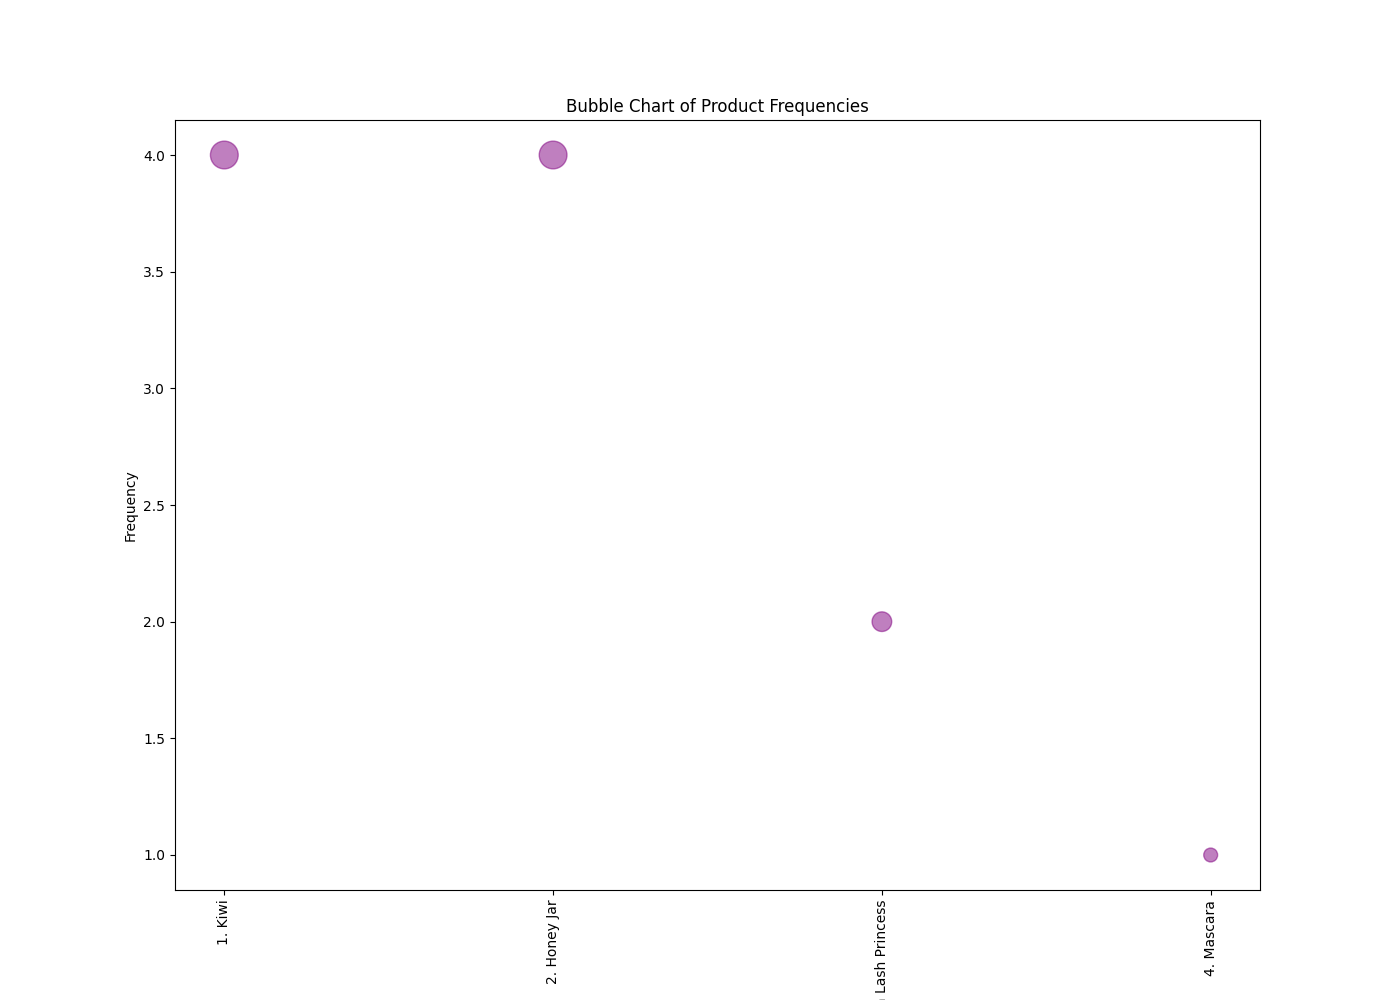 Bubble Chart of Product Frequencies
4.0
3.5
3.0
2.5
2.0
1.5
1.0
Frequency
1. Kiwi
2. Honey Jar
Lash Princess
4. Mascara